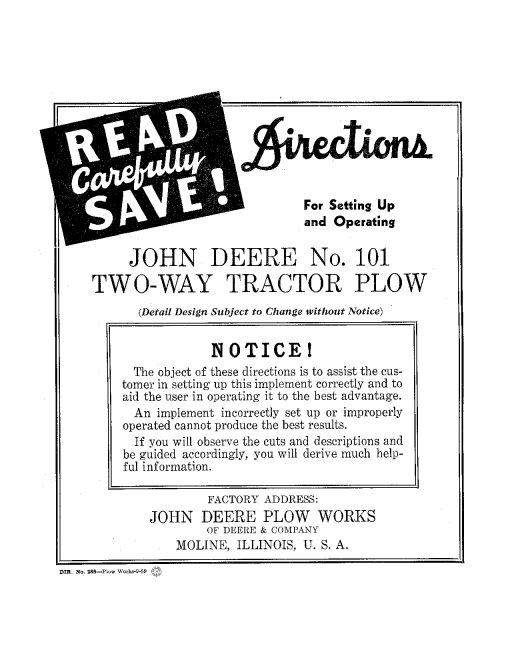 READ
Carefully
SAVE!
Directions
For Setting Up
and Operating
JOHN DEERE No. 101
TWO-WAY TRACTOR PLOW
(Detail Design Subject to Change without Notice)
NOTICE!
The object of these directions is to assist the cus-
tomer in setting up this implement correctly and to
aid the user in operating it to the best advantage.
An implement incorrectly set up or improperly
operated cannot produce the best results.
If you will observe the cuts and descriptions and
be guided accordingly, you will derive much help-
ful information.
FACTORY ADDRESS:
JOHN DEERE PLOW WORKS
OF DEERE & COMPANY
MOLINE, ILLINOIS, U. S. A.
DIR. No. 288—Plow Works